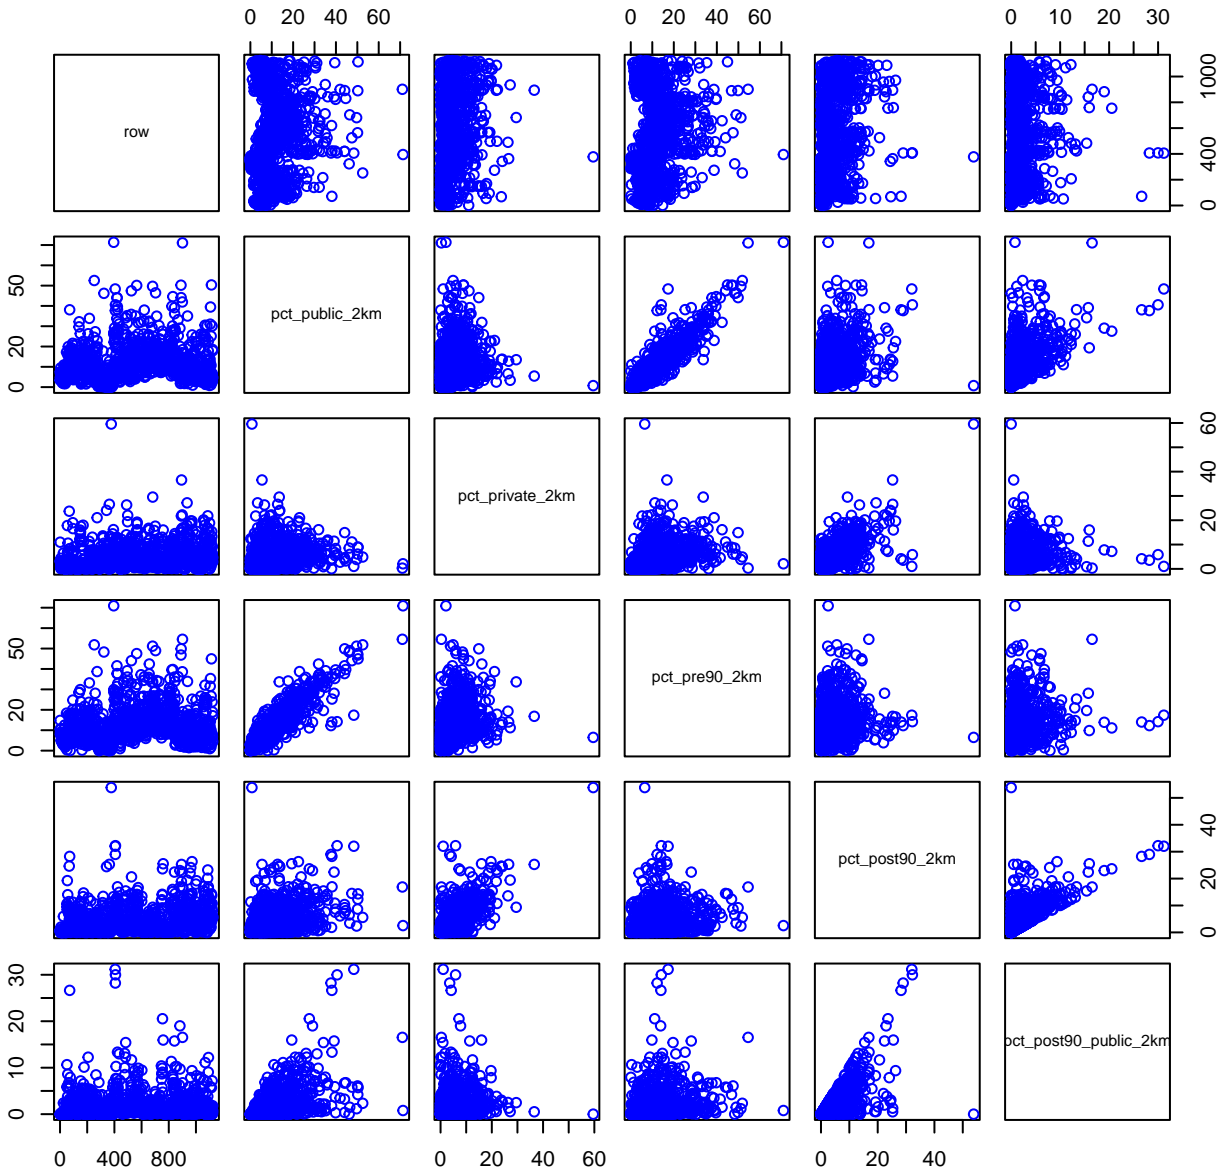 0 20 40 60
0 20 40 60
0 10 20 30
row
0 400 1000
0 20 50
pct_public_2km
pct_private_2km
0 20 40 60
0 20 50
pct_pre90_2km
pct_post90_2km
0 20 40
0 10 20 30
pct_post90_public_2km
0 400 800
0 20 40 60
0 20 40